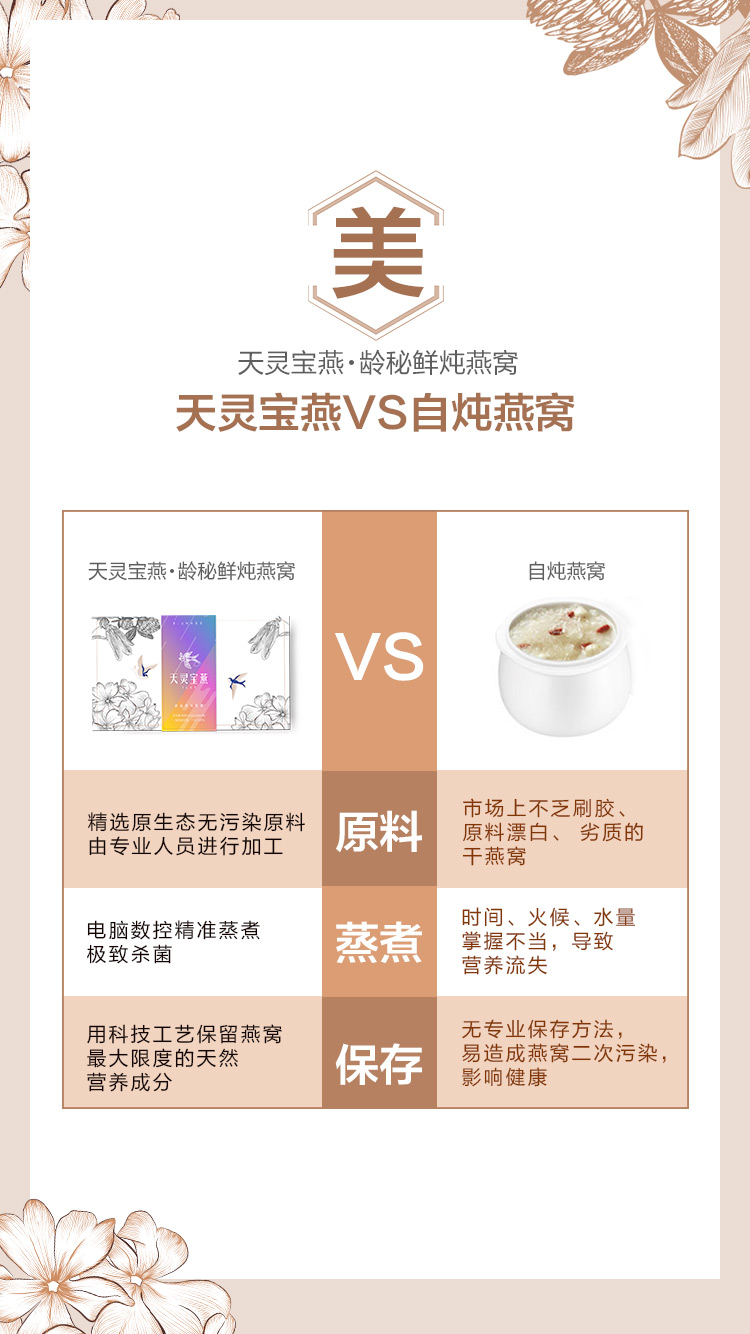 美
天灵宝燕·龄秘鲜炖燕窝
天灵宝燕VS自炖燕窝
天灵宝燕·龄秘鲜炖燕窝
天灵宝燕
VS
自炖燕窝
精选原生态无污染原料
由专业人员进行加工
原料
市场上不乏刷胶、
原料漂白、 劣质的
干燕窝
电脑数控精准蒸煮
极致杀菌
蒸煮
时间、火候、水量
掌握不当，导致
营养流失
用科技工艺保留燕窝
最大限度的天然
营养成分
保存
无专业保存方法，
易造成燕窝二次污染，
影响健康